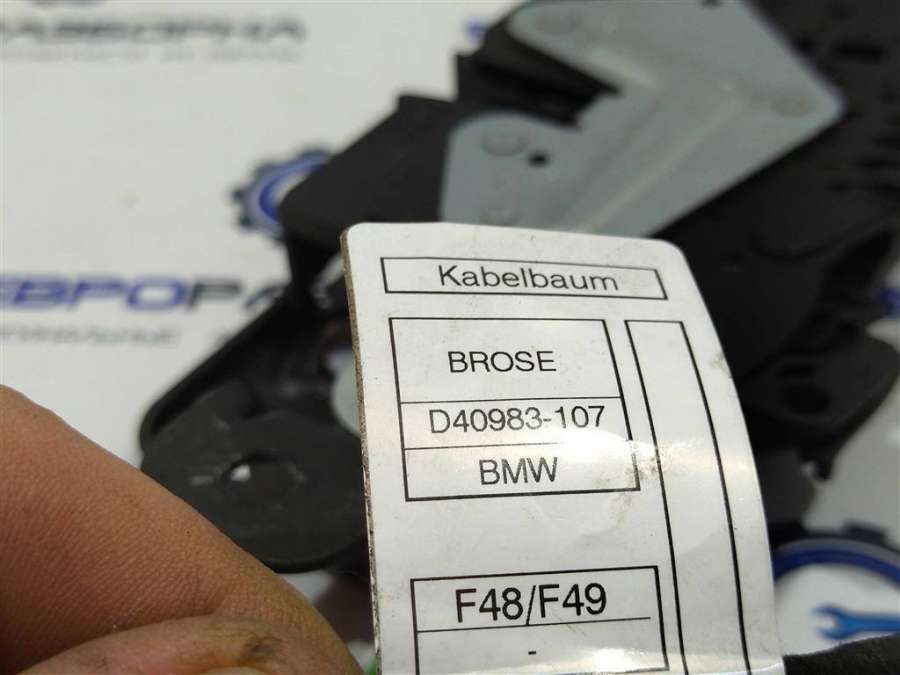 Kabelbaum
BROSE
D40983-107
BMW
F48/F49
-